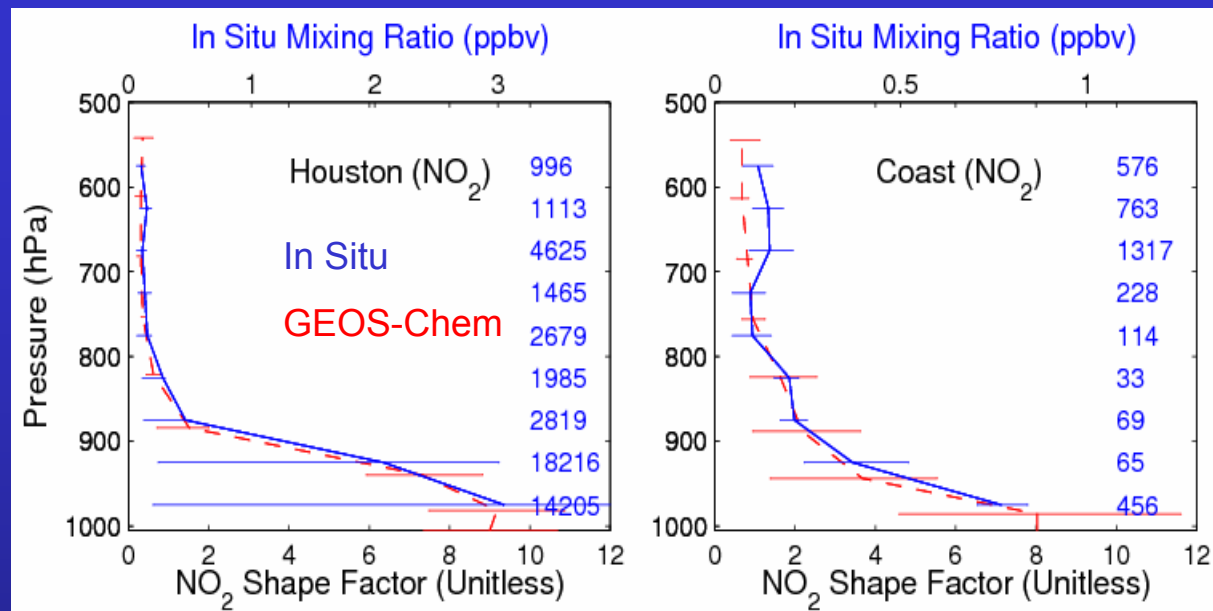 In Situ Mixing Ratio (ppbv)
0 1 2 3
500
600
700
800
900
1000
Pressure (hPa)
Houston (NO2)
In Situ
GEOS-Chem
996
1113
4625
1465
2679
1985
2819
18216
14205
0 2 4 6 8 10 12
NO2 Shape Factor (Unitless)
In Situ Mixing Ratio (ppbv)
0 0.5 1
500
600
700
800
900
1000
Coast (NO2)
576
763
1317
228
114
33
69
65
456
0 2 4 6 8 10 12
NO2 Shape Factor (Unitless)